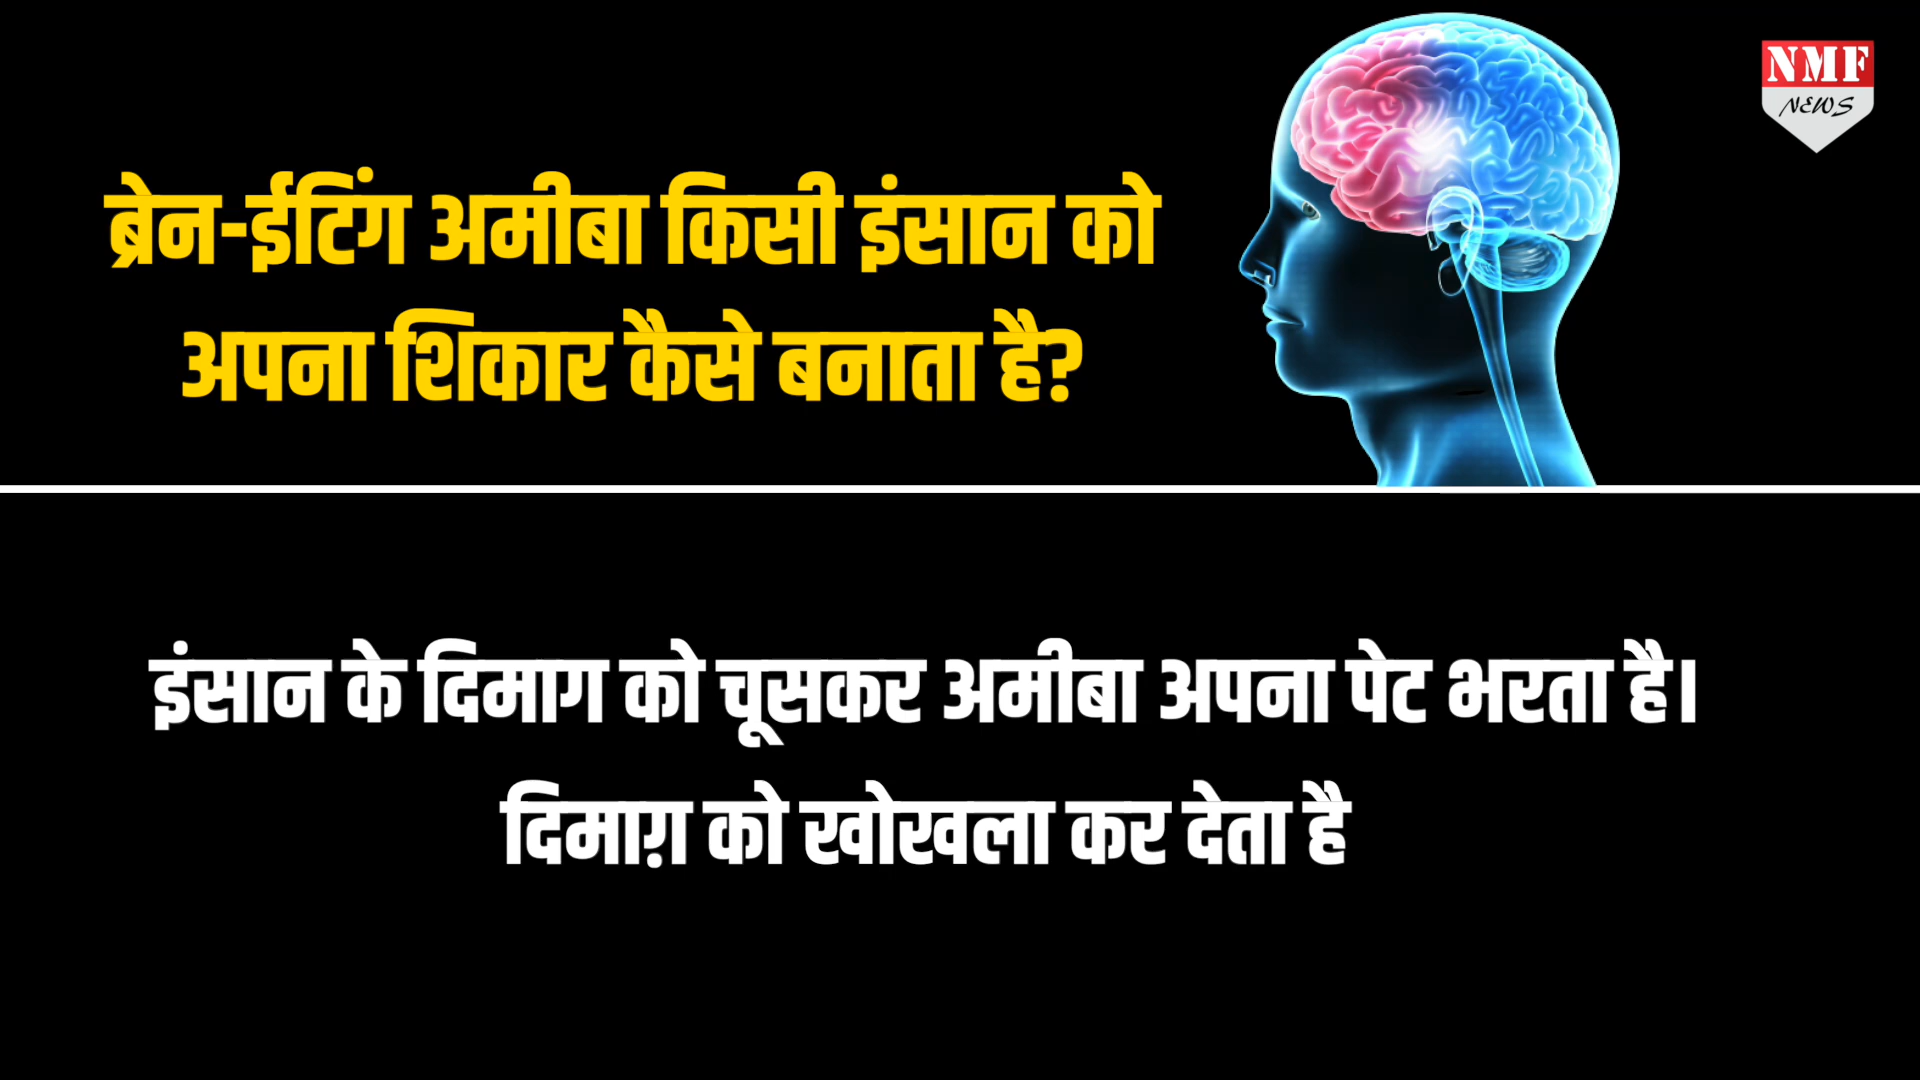 NMF
NEWS
ब्रेन-ईटिंग अमीबा किसी इंसान को
अपना शिकार कैसे बनाता है?
इंसान के दिमाग को चूसकर अमीबा अपना पेट भरता है।
दिमाग़ को खोखला कर देता है